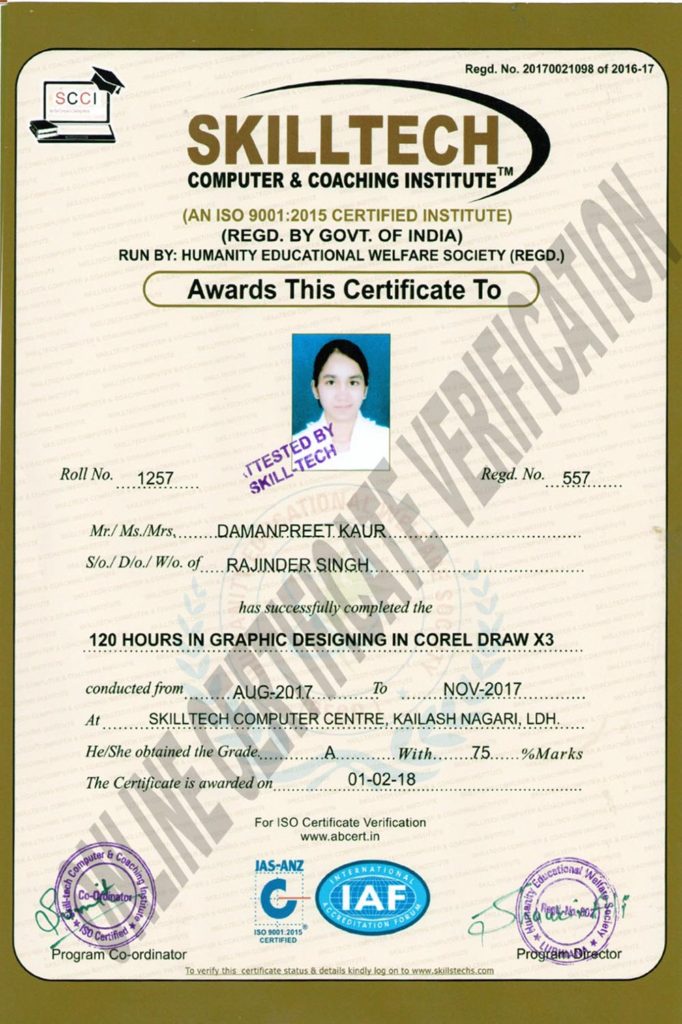 Regd. No. 20170021098 of 2016-17
SCCI
SKILLTECH
COMPUTER & COACHING INSTITUTE™
(AN ISO 9001:2015 CERTIFIED INSTITUTE)
(REGD. BY GOVT. OF INDIA)
RUN BY: HUMANITY EDUCATIONAL WELFARE SOCIETY (REGD.)
Awards This Certificate To
ATTESTED BY
SKILL-TECH
Roll No. 1257
Regd. No. 557
Mr./ Ms./Mrs. DAMANPREET KAUR
S/o./ D/o./ W/o. of RAJINDER SINGH
has successfully completed the
120 HOURS IN GRAPHIC DESIGNING IN COREL DRAW X3
conducted from AUG-2017 To NOV-2017
At SKILLTECH COMPUTER CENTRE, KAILASH NAGARI, LDH.
He/She obtained the Grade A With 75 %Marks
The Certificate is awarded on 01-02-18
ONLINE CERTIFICATE VERIFICATION
For ISO Certificate Verification
www.abcert.in
JAS-ANZ
ISO 9001:2015
CERTIFIED
INTERNATIONAL
IAF
ACCREDITATION FORUM
Skill-tech Computer & Coaching Institute
Co-Ordinator
ISO Certified
Program Co-ordinator
Humanity Educational Welfare Society
LUDHIANA
Program Director
To verify this certificate status & details kindly log on to www.skillstechs.com